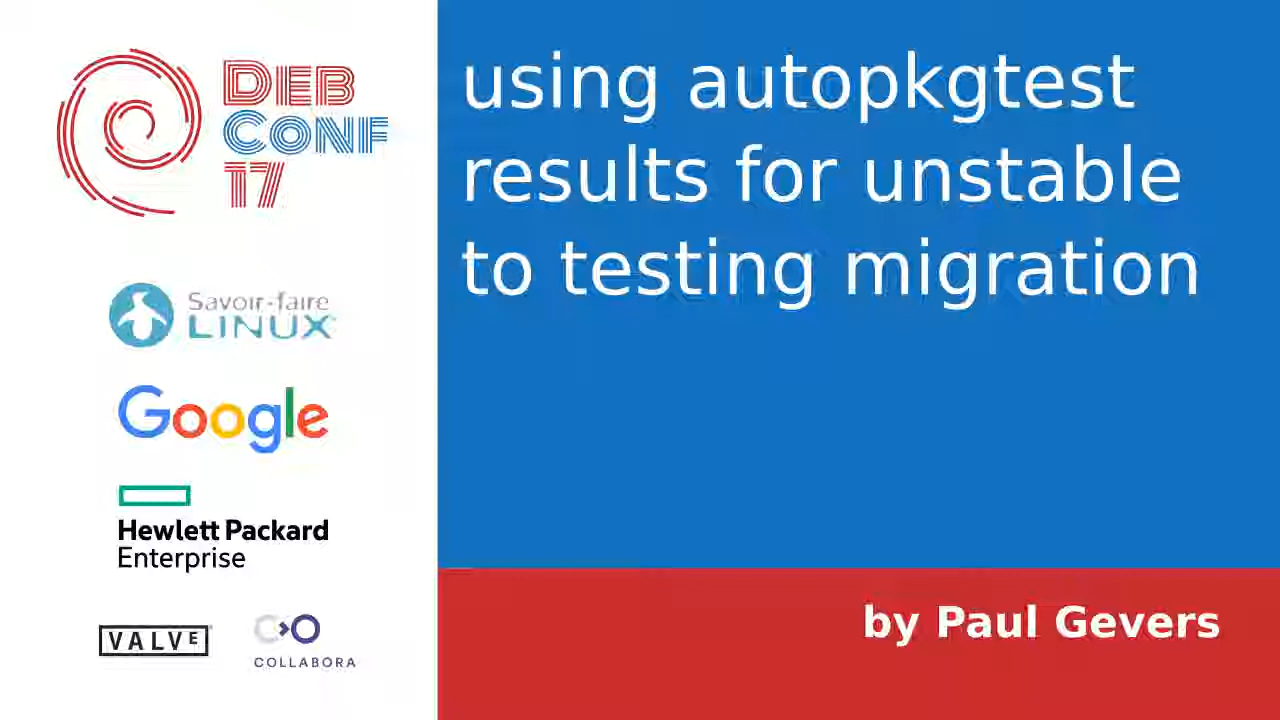 DEB
CONF
17
Savoir-faire
LINUX
Google
Hewlett Packard
Enterprise
VALVE
COLLABORA
using autopkgtest
results for unstable
to testing migration
by Paul Gevers